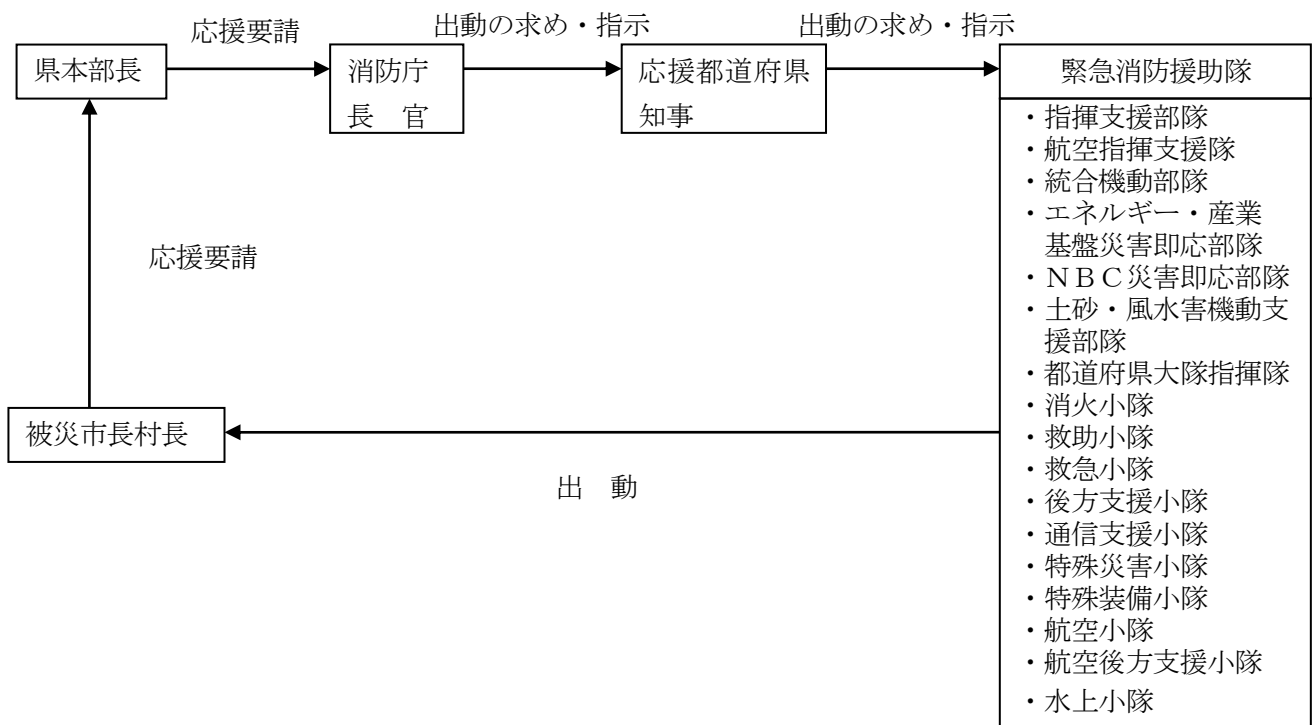 応援要請
出動の求め・指示
出動の求め・指示
県本部長
消防庁
長　官
応援都道府県
知事
緊急消防援助隊
・指揮支援部隊
・航空指揮支援隊
・統合機動部隊
・エネルギー・産業
基盤災害即応部隊
・ＮＢＣ災害即応部隊
・土砂・風水害機動支
援部隊
・都道府県大隊指揮隊
・消火小隊
・救助小隊
・救急小隊
・後方支援小隊
・通信支援小隊
・特殊災害小隊
・特殊装備小隊
・航空小隊
・航空後方支援小隊
・水上小隊
応援要請
被災市長村長
出　動